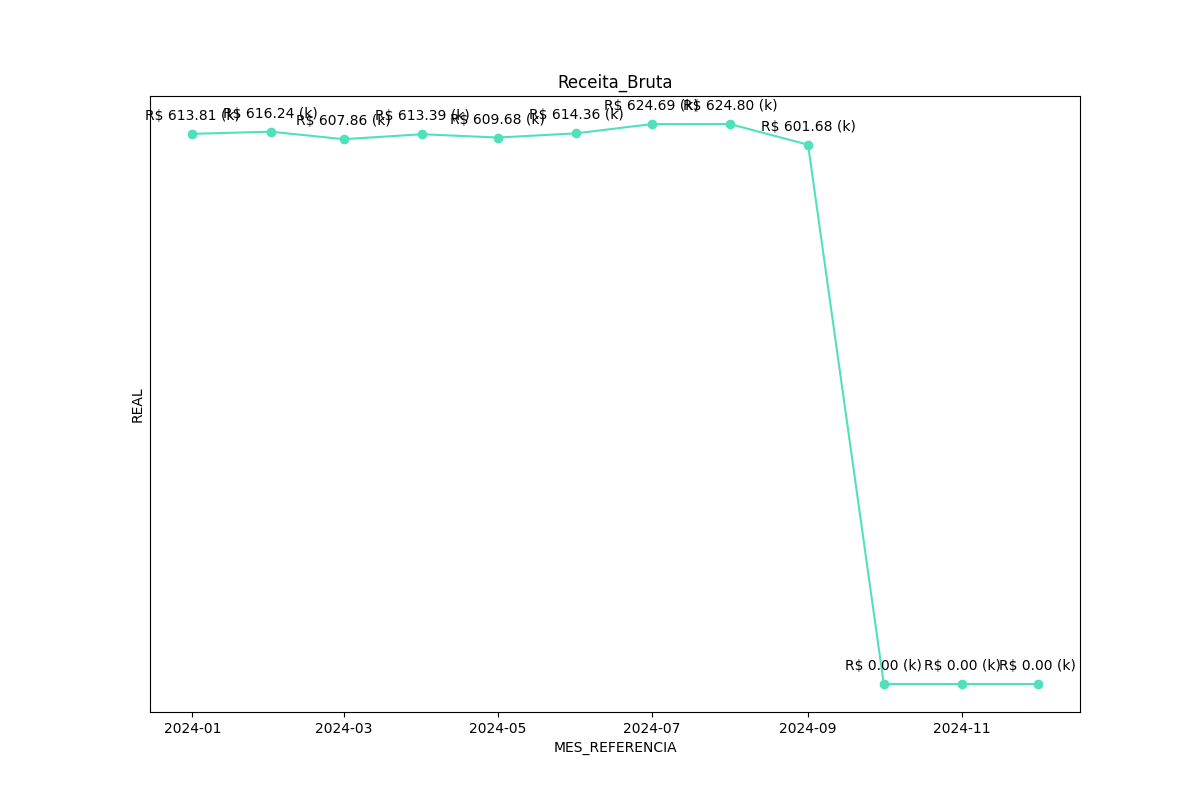 Receita_Bruta
R$ 613.81 (k)
R$ 616.24 (k)
R$ 607.86 (k)
R$ 613.39 (k)
R$ 609.68 (k)
R$ 614.36 (k)
R$ 624.69 (k)
R$ 624.80 (k)
R$ 601.68 (k)
R$ 0.00 (k)
R$ 0.00 (k)
R$ 0.00 (k)
REAL
2024-01
2024-03
2024-05
2024-07
2024-09
2024-11
MES_REFERENCIA